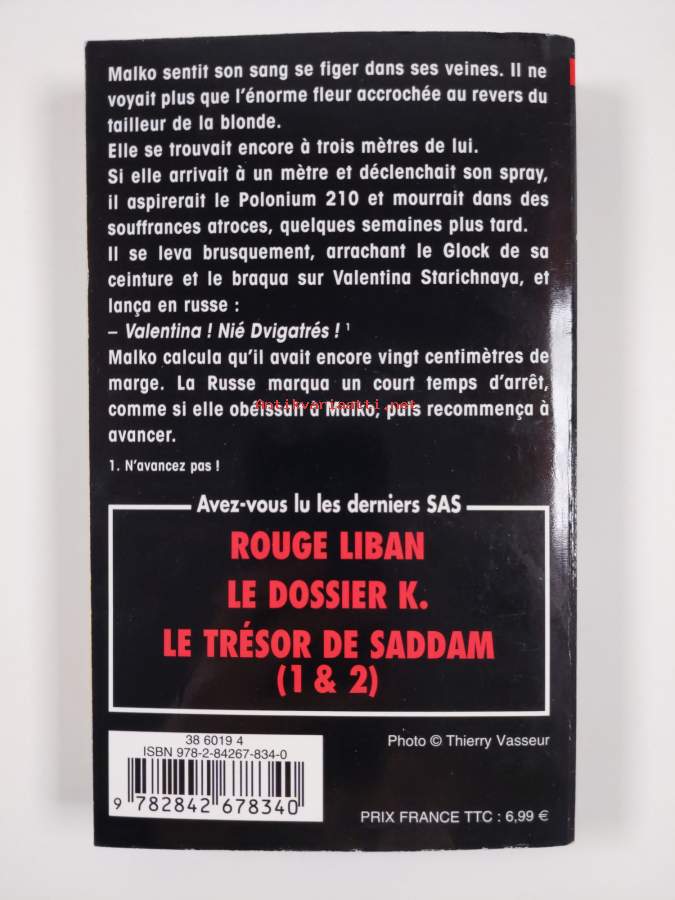 Malko sentit son sang se figer dans ses veines. Il ne
voyait plus que l'énorme fleur accrochée au revers du
tailleur de la blonde.
Elle se trouvait encore à trois mètres de lui.
Si elle arrivait à un mètre et déclenchait son spray,
il aspirerait le Polonium 210 et mourrait dans des
souffrances atroces, quelques semaines plus tard.
Il se leva brusquement, arrachant le Glock de sa
ceinture et le braqua sur Valentina Starichnaya, et
lança en russe :
– Valentina ! Nié Dvigatrés ! 1
Malko calcula qu'il avait encore vingt centimètres de
marge. La Russe marqua un court temps d'arrêt,
comme si elle obéissait à Malko, puis recommença à
Antikvariaatti.net
avancer.
1. N'avancez pas !
Avez-vous lu les derniers SAS
ROUGE LIBAN
LE DOSSIER K.
LE TRÉSOR DE SADDAM
(1 & 2)
38 6019 4
ISBN 978-2-84267-834-0
9 782842 678340
Photo © Thierry Vasseur
PRIX FRANCE TTC : 6,99 €